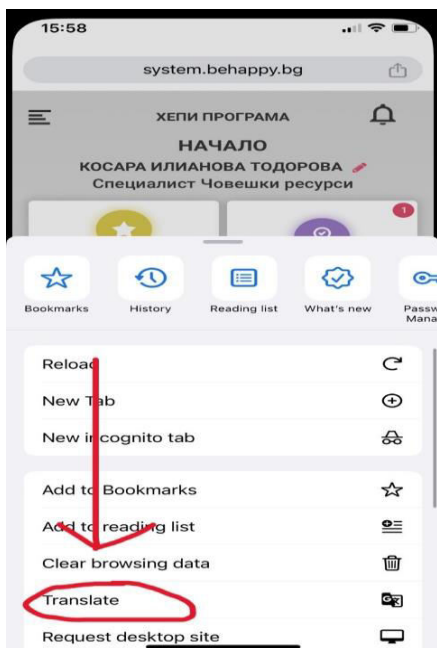 15:58
system.behappy.bg
ХЕПИ ПРОГРАМА
НАЧАЛО
КОСАРА ИЛИАНОВА ТОДОРОВА
Специалист Човешки ресурси
1
Bookmarks History Reading list What's new Passw
Mana
Reload
New Tab
New incognito tab
Add to Bookmarks
Add to reading list
Clear browsing data
Translate
Request desktop site